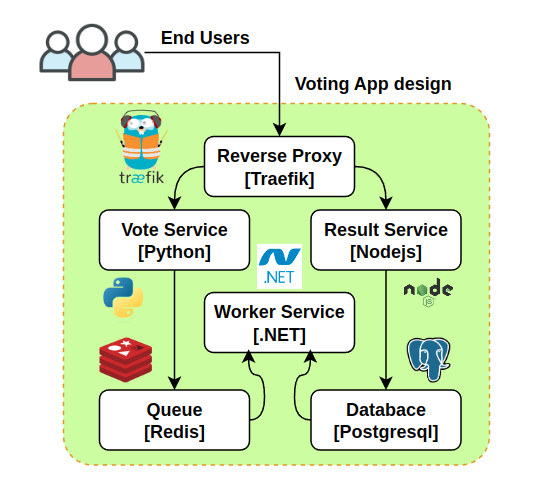 End Users
Voting App design
træfik
Reverse Proxy
[Traefik]
Vote Service
[Python]
Result Service
[Nodejs]
.NET
node
JS
Worker Service
[.NET]
Queue
[Redis]
Databace
[Postgresql]